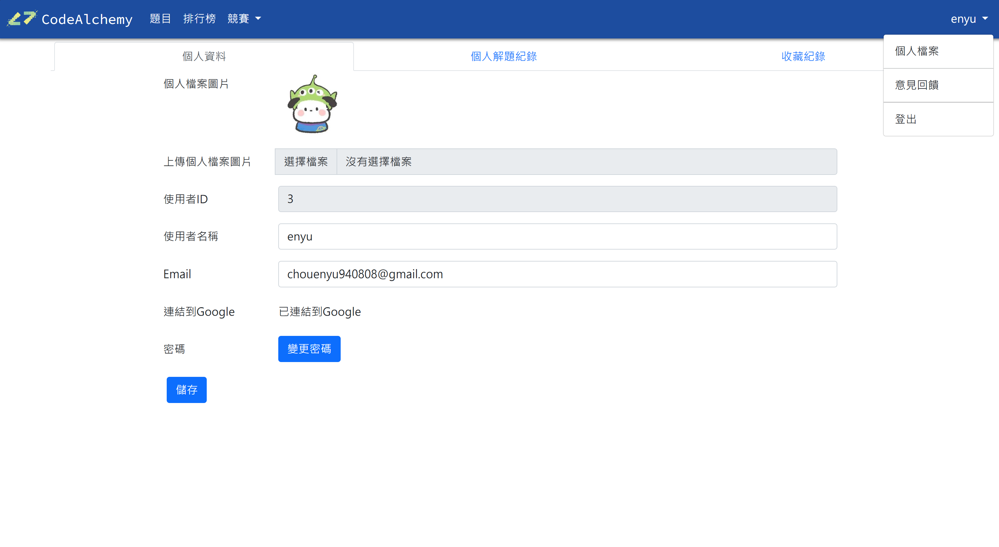 CodeAlchemy 題目 排行榜 競賽 enyu
個人資料 個人解題紀錄 收藏紀錄
個人檔案
意見回饋
登出
個人檔案圖片
上傳個人檔案圖片 選擇檔案 沒有選擇檔案
使用者ID 3
使用者名稱 enyu
Email chouenyu940808@gmail.com
連結到Google 已連結到Google
密碼 變更密碼
儲存